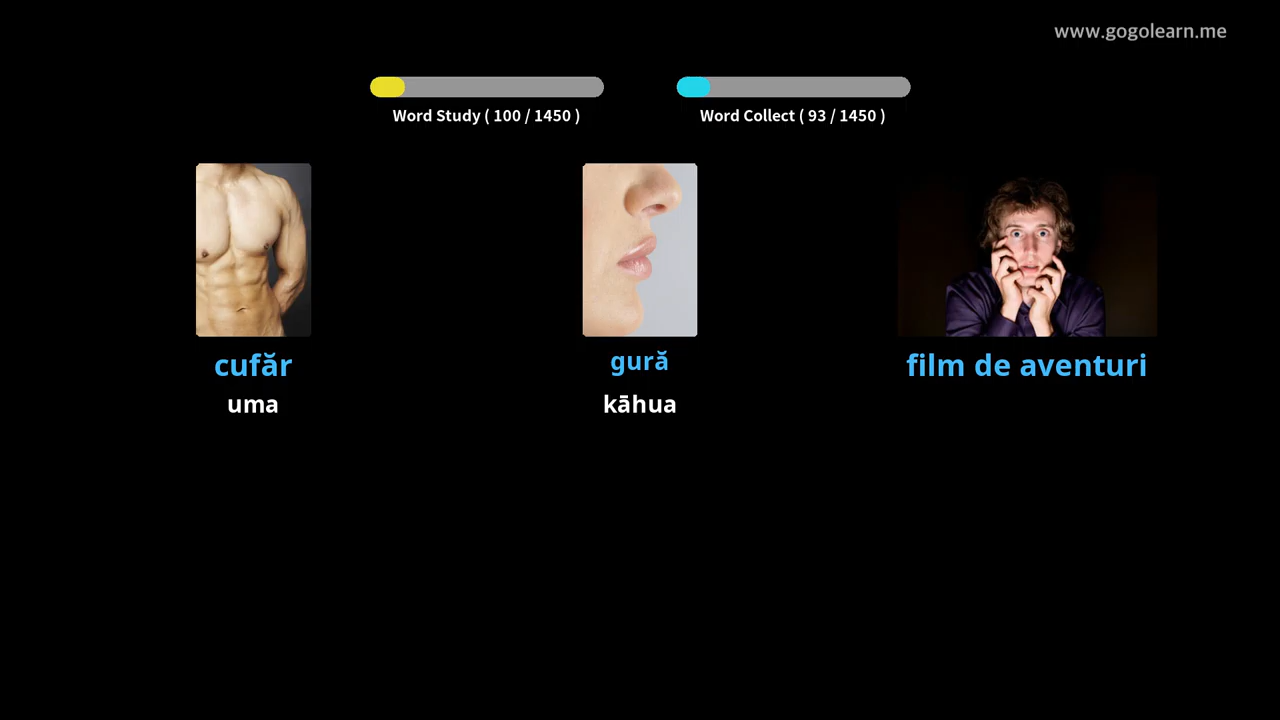 www.gogolearn.me
Word Study ( 100 / 1450 )
Word Collect ( 93 / 1450 )
cufăr
gură
film de aventuri
uma
kāhua